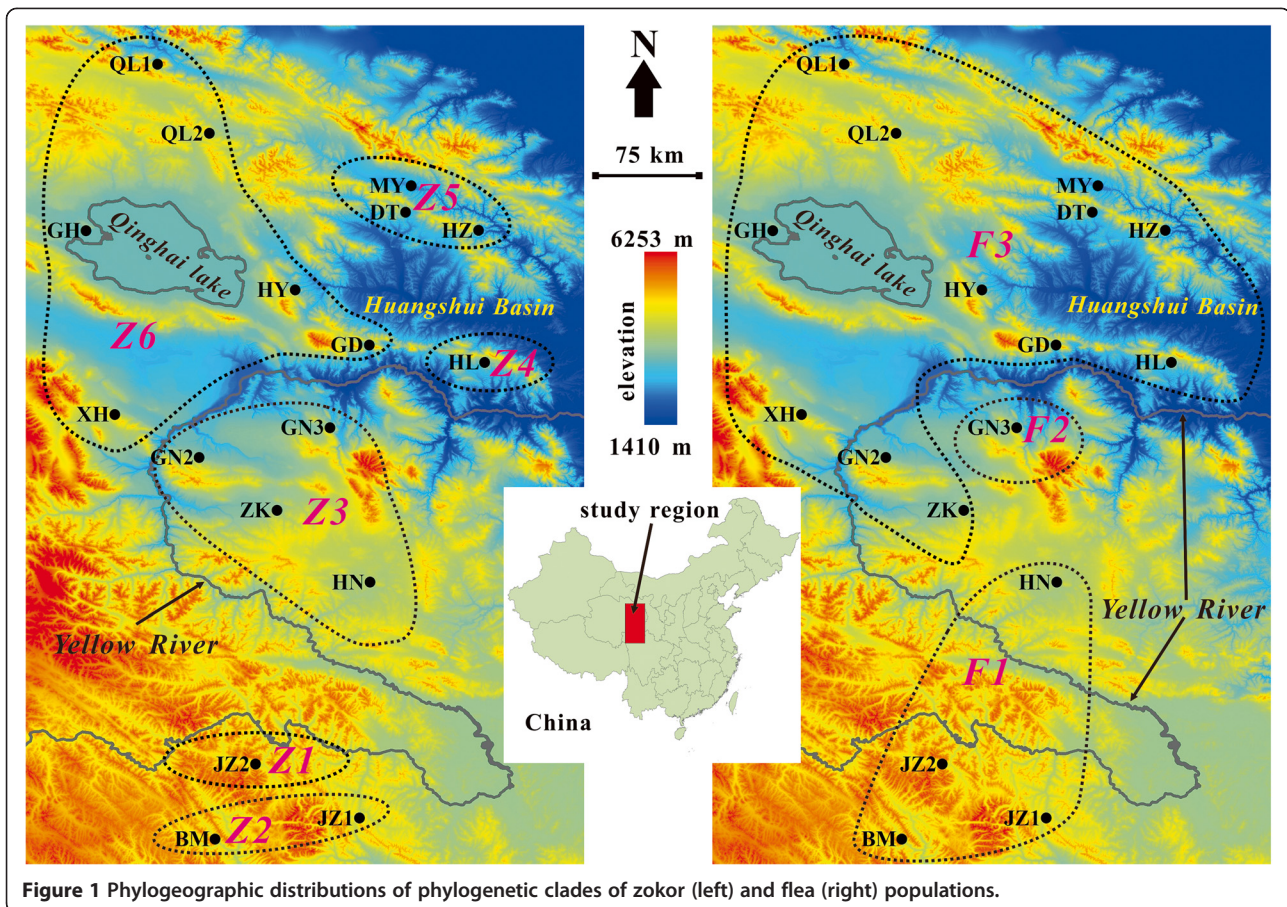 QL1
QL2
MY
DT
Z5
HZ
GH
Qinghai lake
HY
Huangshui Basin
Z6
GD
HL
Z4
XH
GN3
GN2
ZK
Z3
HN
Yellow River
JZ2
Z1
JZ1
BM
Z2
N
75 km
6253 m
elevation
1410 m
study region
China
QL1
QL2
MY
DT
HZ
GH
Qinghai lake
F3
HY
Huangshui Basin
GD
HL
XH
GN3
F2
GN2
ZK
HN
Yellow River
F1
JZ2
JZ1
BM
Figure 1 Phylogeographic distributions of phylogenetic clades of zokor (left) and flea (right) populations.